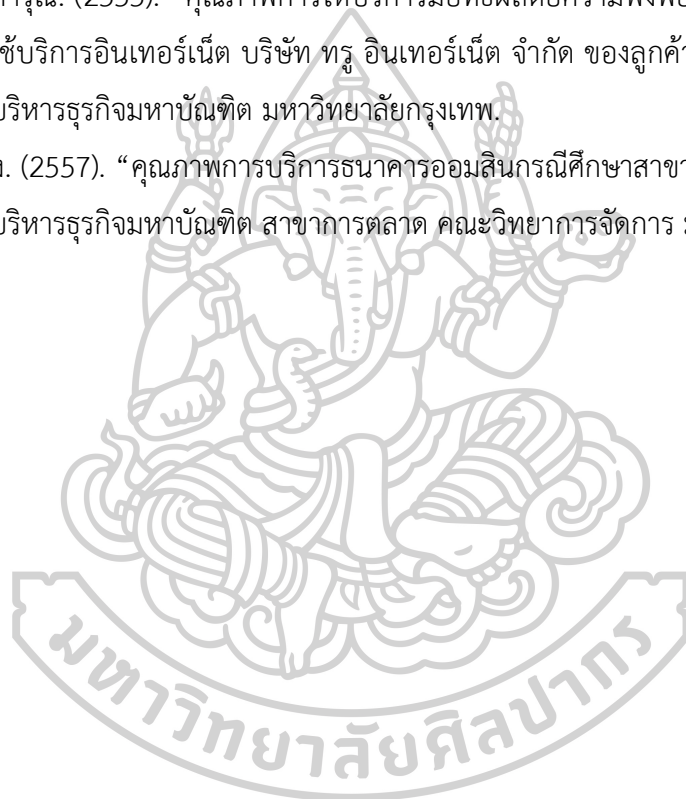 (2555). “คุณภาพการให้บริการมีอิทธิผลต่อความพึงพอ
ช้บริการอินเทอร์เน็ต บริษัท ทรู อินเทอร์เน็ต จำกัด ของลูกค้า
บริหารธุรกิจมหาบัณฑิต มหาวิทยาลัยกรุงเทพ.
(2557). “คุณภาพการบริการธนาคารออมสินกรณีศึกษาสาขา
บริหารธุรกิจมหาบัณฑิต สาขาการตลาด คณะวิทยาการจัดการ
มหาวิทยาลัยศิลปากร